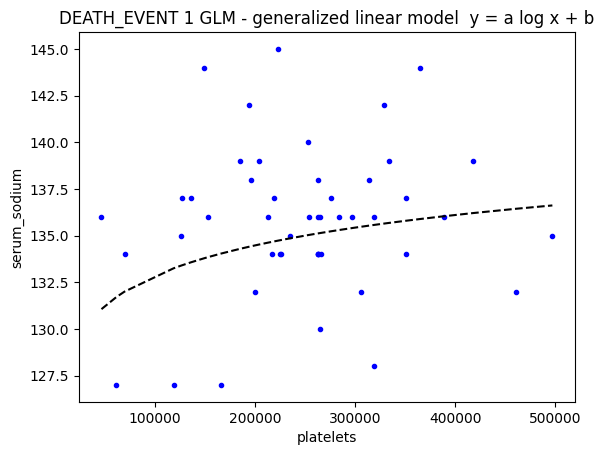 DEATH_EVENT 1 GLM - generalized linear model  y = a log x + b
145.0
142.5
140.0
137.5
135.0
132.5
130.0
127.5
serum_sodium
100000 200000 300000 400000 500000
platelets